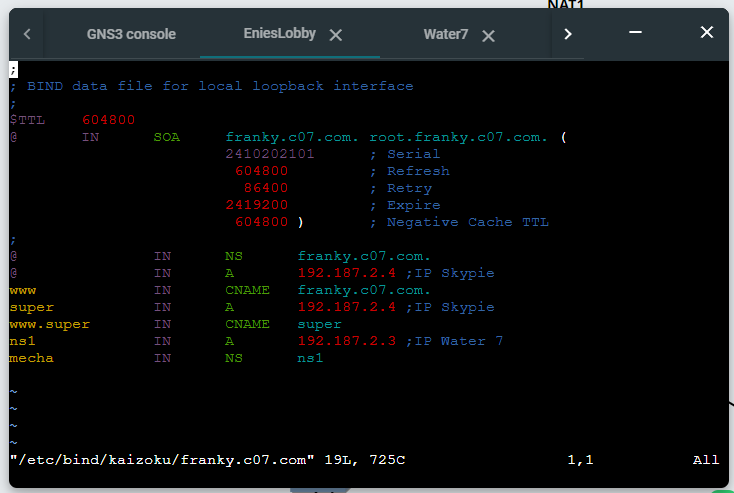 NAT1
GNS3 console EniesLobby Water7
;
; BIND data file for local loopback interface
;
$TTL 604800
@ IN SOA franky.c07.com. root.franky.c07.com. (
2410202101 ; Serial
604800 ; Refresh
86400 ; Retry
2419200 ; Expire
604800 ) ; Negative Cache TTL
;
@ IN NS franky.c07.com.
@ IN A 192.187.2.4 ;IP Skypie
www IN CNAME franky.c07.com.
super IN A 192.187.2.4 ;IP Skypie
www.super IN CNAME super
ns1 IN A 192.187.2.3 ;IP Water 7
mecha IN NS ns1
~
~
~
~
"/etc/bind/kaizoku/franky.c07.com" 19L, 725C 1,1 All